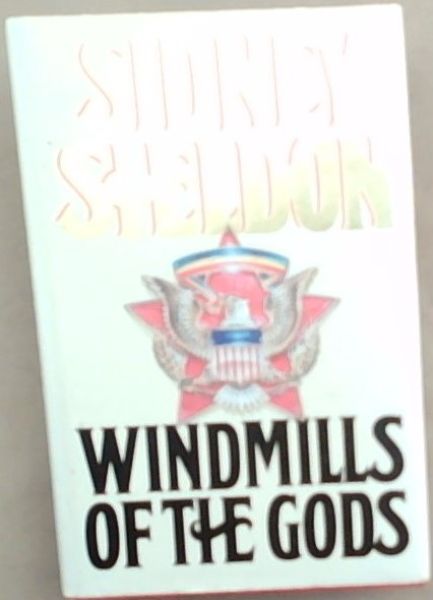 SIDNEY
SHELDON
WINDMILLS
OF THE GODS